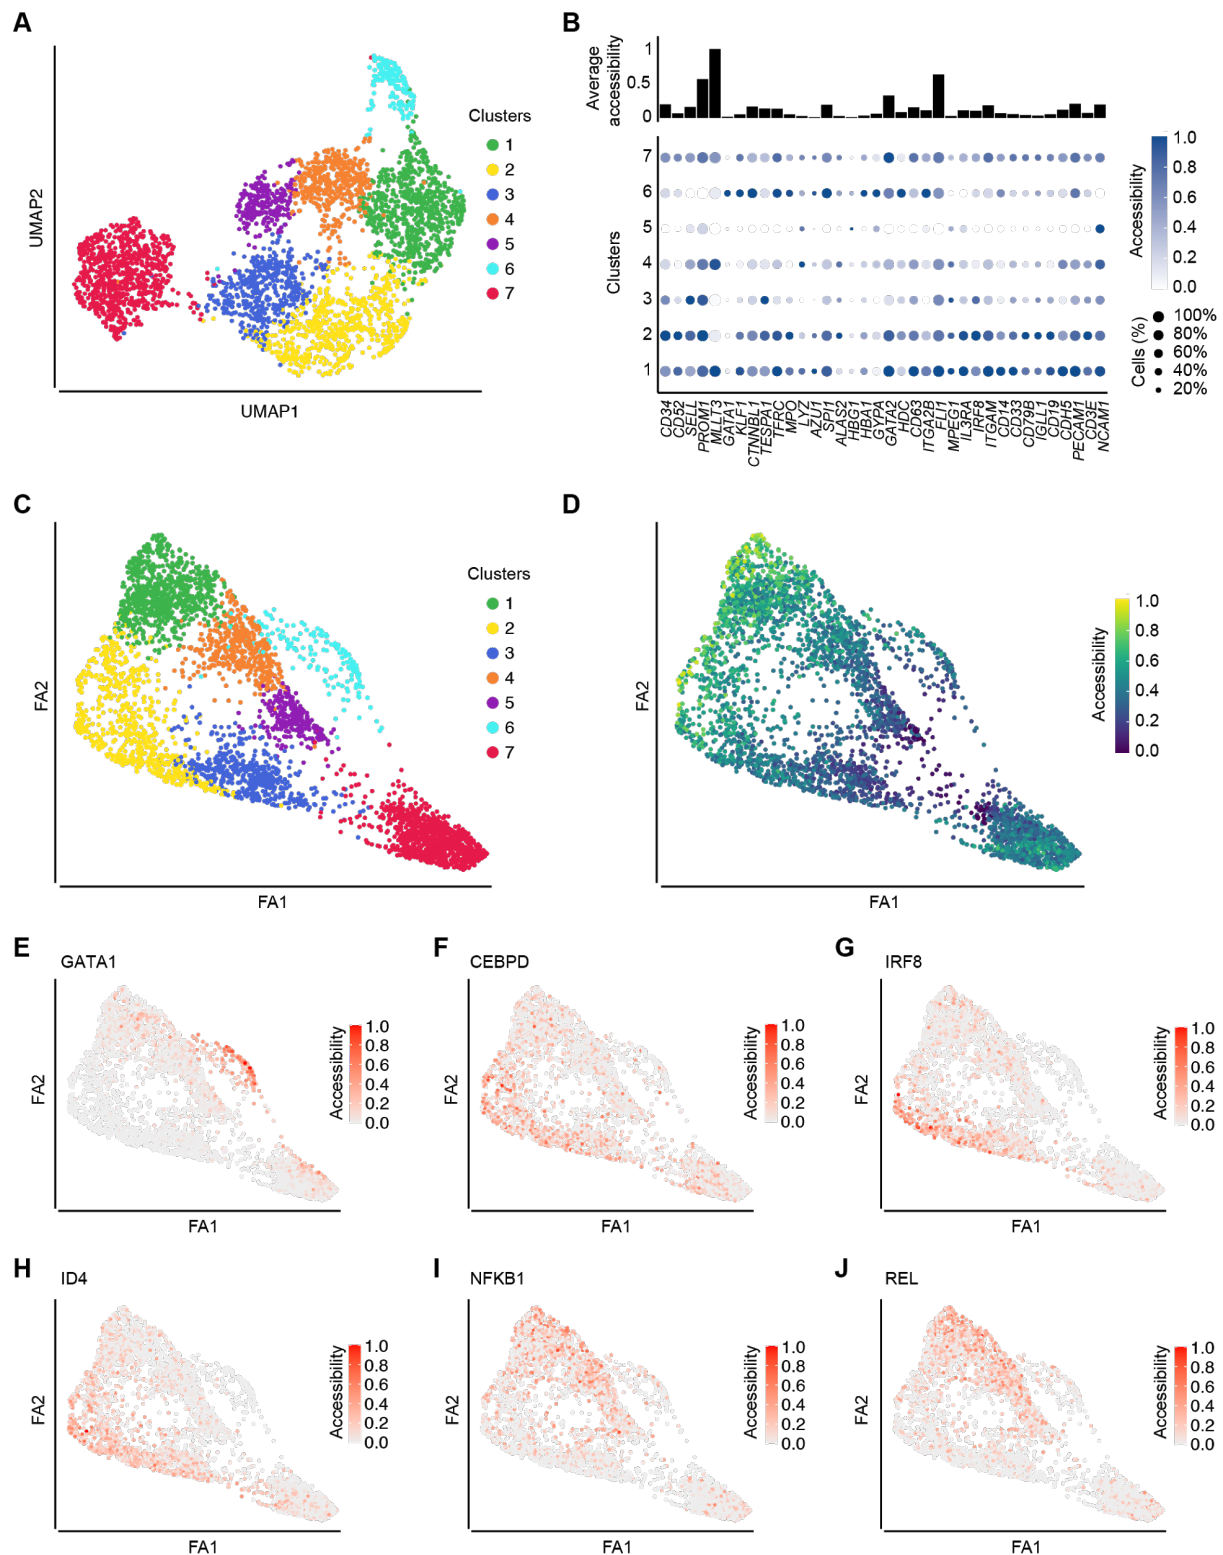 A
UMAP2
UMAP1
Clusters
1
2
3
4
5
6
7
B
Average
accessibility
1
0.5
0
Clusters
7
6
5
4
3
2
1
CD34
CD52
SELL
PROM1
MLLT3
GATA1
KLF1
CTNNBL1
TESPA1
TFRC
MPO
LYZ
AZU1
SPI1
ALAS2
HBG1
HBA1
GYPA
GATA2
HDC
CD63
ITGA2B
FLI1
MPEG1
IL3RA
IRF8
ITGAM
CD14
CD33
CD79B
IGLL1
CD19
CDH5
PECAM1
CD3E
NCAM1
Accessibility
1.0
0.8
0.6
0.4
0.2
0.0
Cells (%)
100%
80%
60%
40%
20%
C
FA2
FA1
Clusters
1
2
3
4
5
6
7
D
FA2
FA1
Accessibility
1.0
0.8
0.6
0.4
0.2
0.0
E
GATA1
FA2
FA1
Accessibility
1.0
0.8
0.6
0.4
0.2
0.0
F
CEBPD
FA2
FA1
Accessibility
1.0
0.8
0.6
0.4
0.2
0.0
G
IRF8
FA2
FA1
Accessibility
1.0
0.8
0.6
0.4
0.2
0.0
H
ID4
FA2
FA1
Accessibility
1.0
0.8
0.6
0.4
0.2
0.0
I
NFKB1
FA2
FA1
Accessibility
1.0
0.8
0.6
0.4
0.2
0.0
J
REL
FA2
FA1
Accessibility
1.0
0.8
0.6
0.4
0.2
0.0